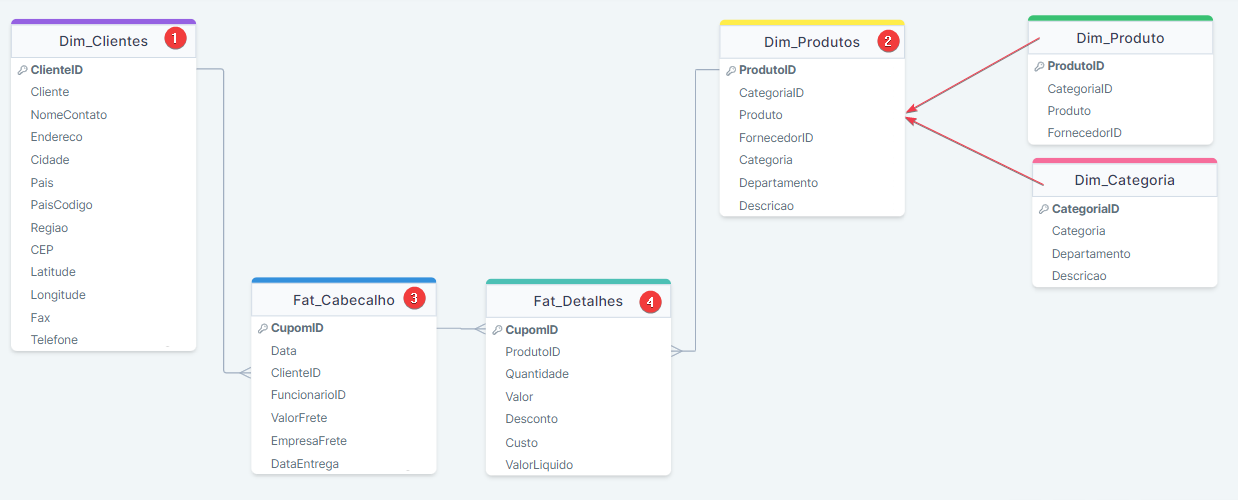 Dim_Clientes 1
ClienteID
Cliente
NomeContato
Endereco
Cidade
Pais
PaisCodigo
Regiao
CEP
Latitude
Longitude
Fax
Telefone
Fat_Cabecalho 3
CupomID
Data
ClienteID
FuncionarioID
ValorFrete
EmpresaFrete
DataEntrega
Fat_Detalhes 4
CupomID
ProdutoID
Quantidade
Valor
Desconto
Custo
ValorLiquido
Dim_Produtos 2
ProdutoID
CategoriaID
Produto
FornecedorID
Categoria
Departamento
Descricao
Dim_Produto
ProdutoID
CategoriaID
Produto
FornecedorID
Dim_Categoria
CategoriaID
Categoria
Departamento
Descricao